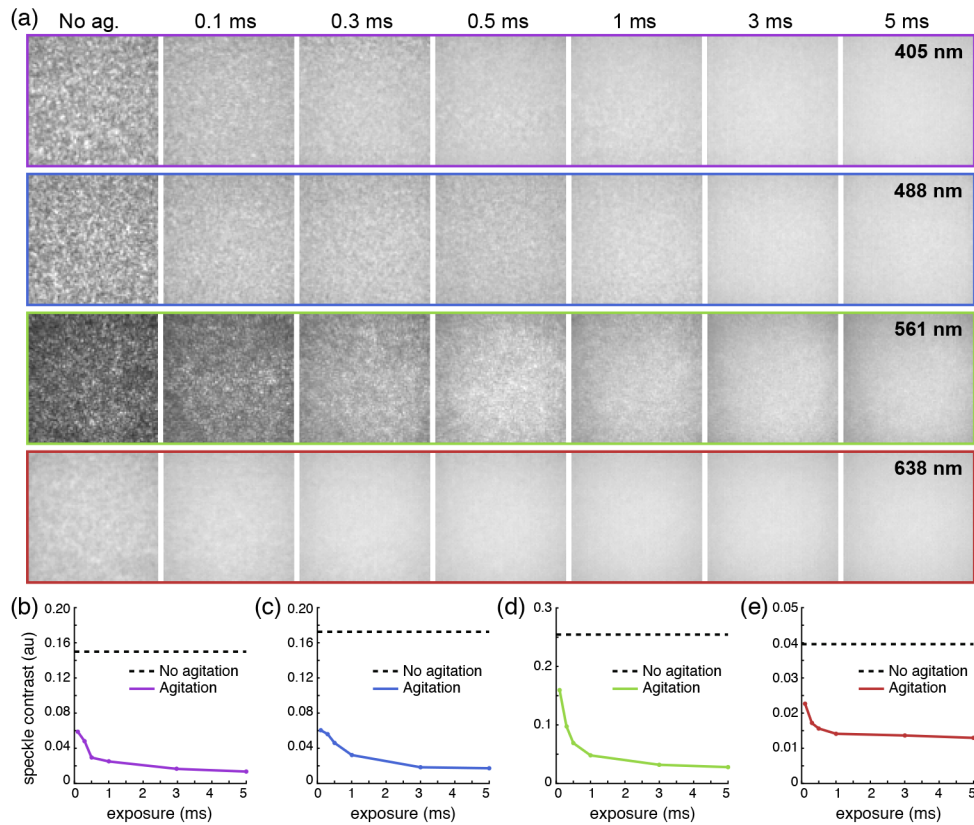 (a) No ag. 0.1 ms 0.3 ms 0.5 ms 1 ms 3 ms 5 ms
405 nm
488 nm
561 nm
638 nm
(b) (c) (d) (e)
speckle contrast (au)
0.20
0.16
0.12
0.08
0.04
0
No agitation
Agitation
0 1 2 3 4 5
exposure (ms)
0.20
0.16
0.12
0.08
0.04
0
No agitation
Agitation
0 1 2 3 4 5
exposure (ms)
0.3
0.2
0.1
0
No agitation
Agitation
0 1 2 3 4 5
exposure (ms)
0.05
0.04
0.03
0.02
0.01
0
No agitation
Agitation
0 1 2 3 4 5
exposure (ms)